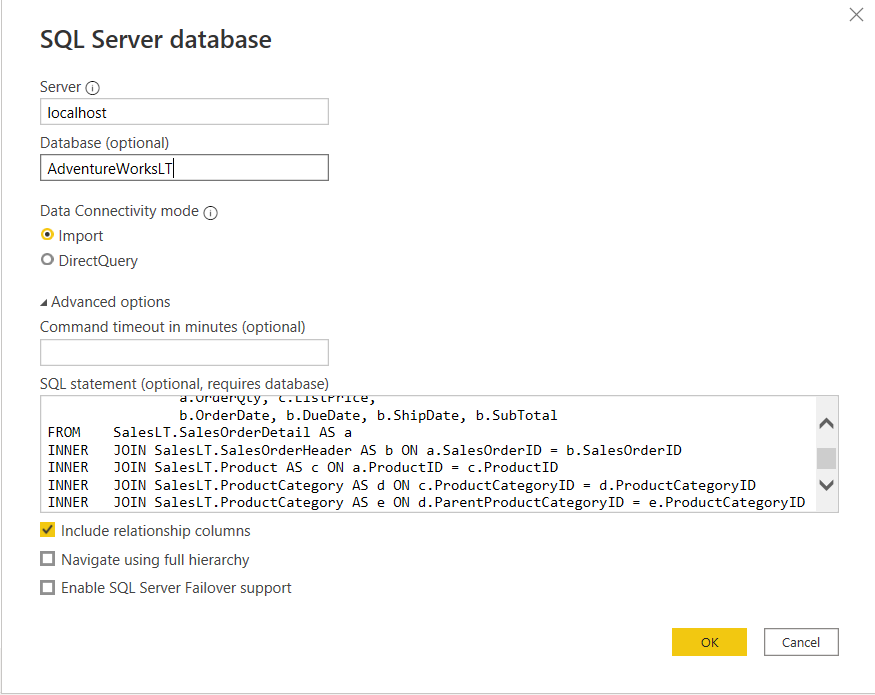 SQL Server database
Server
localhost
Database (optional)
AdventureWorksLT
Data Connectivity mode
Import
DirectQuery
Advanced options
Command timeout in minutes (optional)
SQL statement (optional, requires database)
a.OrderQty, c.ListPrice,
b.OrderDate, b.DueDate, b.ShipDate, b.SubTotal
FROM SalesLT.SalesOrderDetail AS a
INNER JOIN SalesLT.SalesOrderHeader AS b ON a.SalesOrderID = b.SalesOrderID
INNER JOIN SalesLT.Product AS c ON a.ProductID = c.ProductID
INNER JOIN SalesLT.ProductCategory AS d ON c.ProductCategoryID = d.ProductCategoryID
INNER JOIN SalesLT.ProductCategory AS e ON d.ParentProductCategoryID = e.ProductCategoryID
Include relationship columns
Navigate using full hierarchy
Enable SQL Server Failover support
OK Cancel